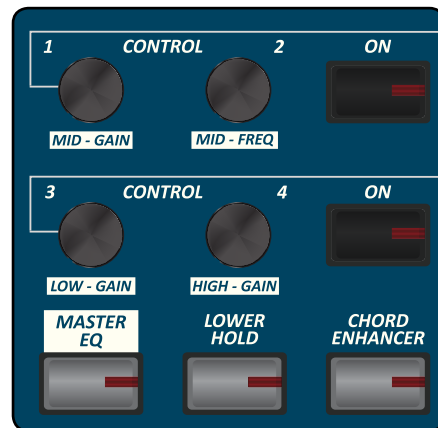 1 CONTROL 2 ON
MID - GAIN MID - FREQ
3 CONTROL 4 ON
LOW - GAIN HIGH - GAIN
MASTER
EQ
LOWER
HOLD
CHORD
ENHANCER